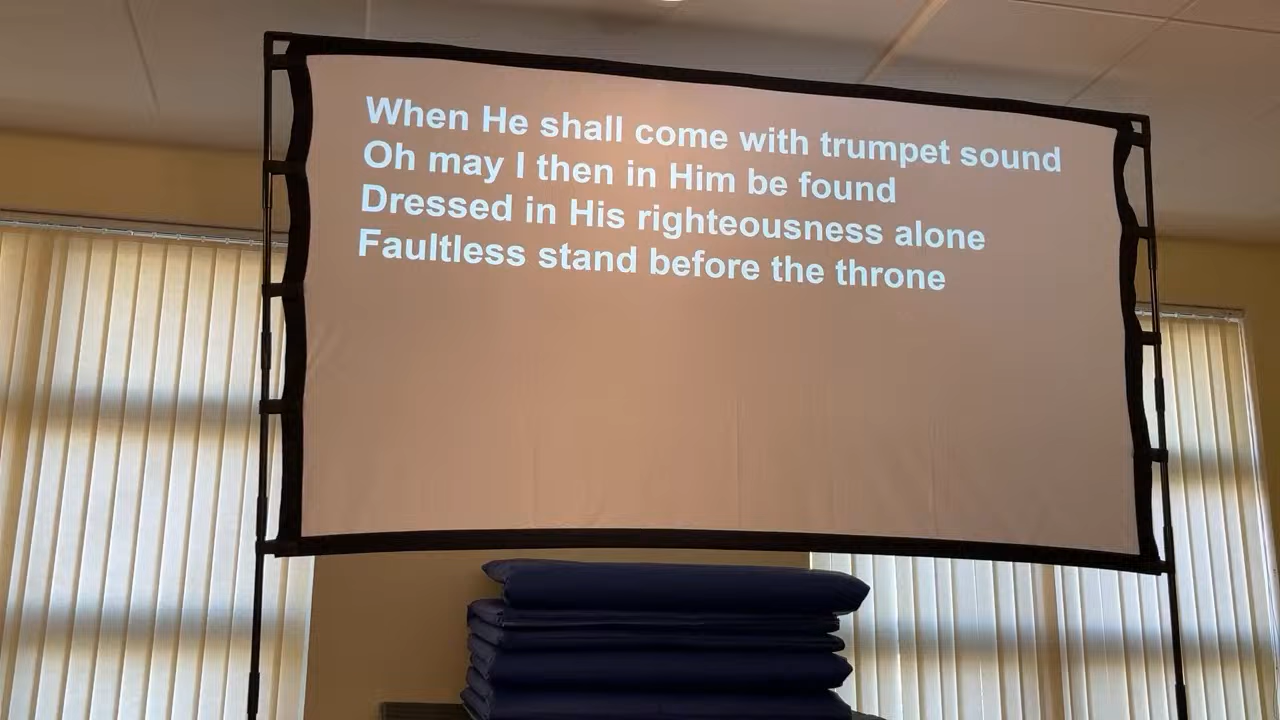 When He shall come with trumpet sound
Oh may I then in Him be found
Dressed in His righteousness alone
Faultless stand before the throne